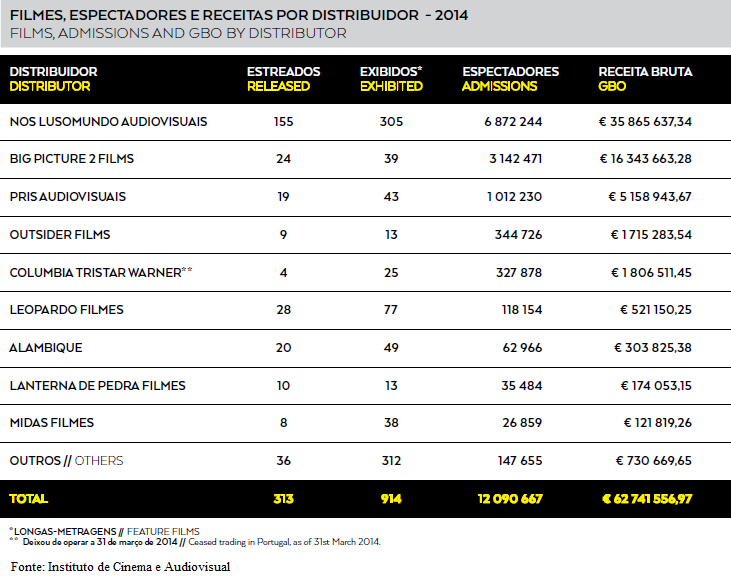 FILMES, ESPECTADORES E RECEITAS POR DISTRIBUIDOR - 2014
FILMS, ADMISSIONS AND GBO BY DISTRIBUTOR
DISTRIBUIDOR ESTREADOS EXIBIDOS* ESPECTADORES RECEITA BRUTA
DISTRIBUTOR RELEASED EXHIBITED ADMISSIONS GBO
NOS LUSOMUNDO AUDIOVISUAIS 155 305 6 872 244 € 35 865 637,34
BIG PICTURE 2 FILMS 24 39 3 142 471 € 16 343 663,28
PRIS AUDIOVISUAIS 19 43 1 012 230 € 5 158 943,67
OUTSIDER FILMS 9 13 344 726 € 1 715 283,54
COLUMBIA TRISTAR WARNER** 4 25 327 878 € 1 806 511,45
LEOPARDO FILMES 28 77 118 154 € 521 150,25
ALAMBIQUE 20 49 62 966 € 303 825,38
LANTERNA DE PEDRA FILMES 10 13 35 484 € 174 053,15
MIDAS FILMES 8 38 26 859 € 121 819,26
OUTROS // OTHERS 36 312 147 655 € 730 669,65
TOTAL 313 914 12 090 667 € 62 741 556,97
*LONGAS-METRAGENS // FEATURE FILMS
** Deixou de operar a 31 de março de 2014 // Ceased trading in Portugal, as of 31st March 2014.
Fonte: Instituto de Cinema e Audiovisual